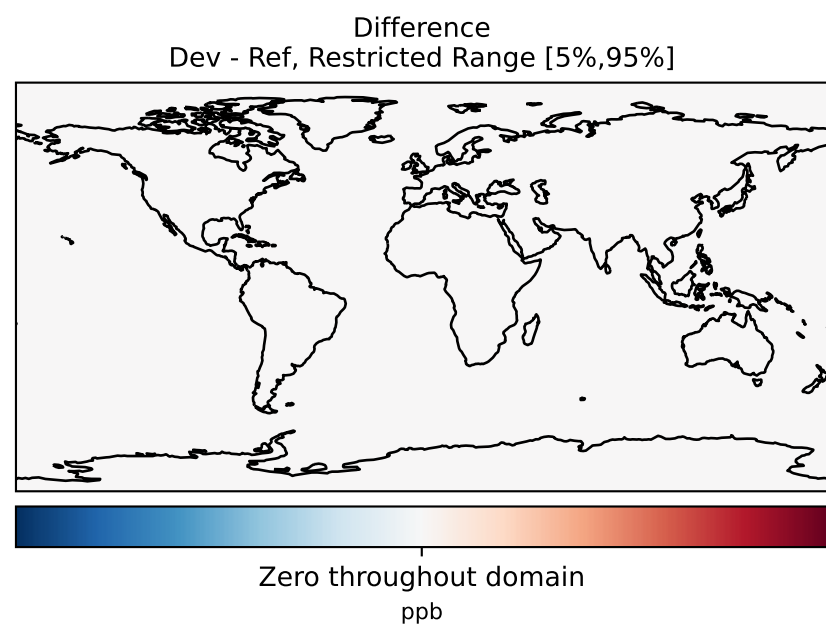 Difference
Dev - Ref, Restricted Range [5%,95%]
Zero throughout domain
ppb